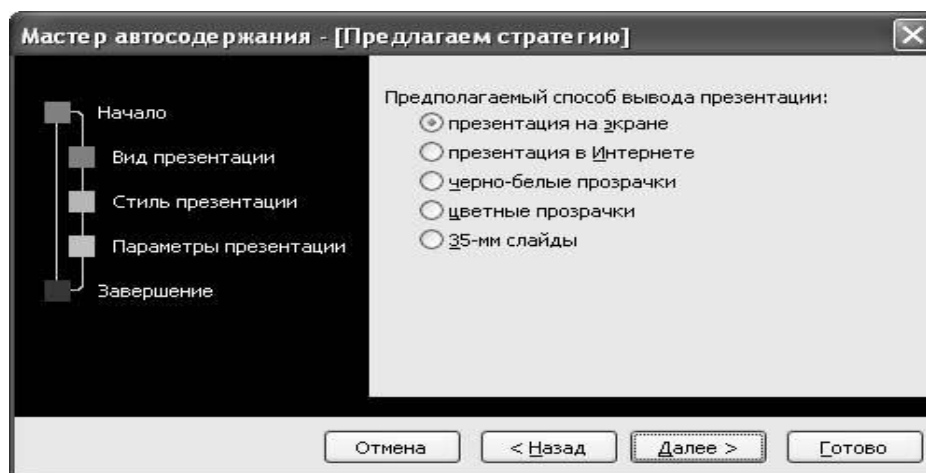 Мастер автосодержания - [Предлагаем стратегию]
Начало
Вид презентации
Стиль презентации
Параметры презентации
Завершение
Предполагаемый способ вывода презентации:
презентация на экране
презентация в Интернете
черно-белые прозрачки
цветные прозрачки
35-мм слайды
Отмена
< Назад
Далее >
Готово